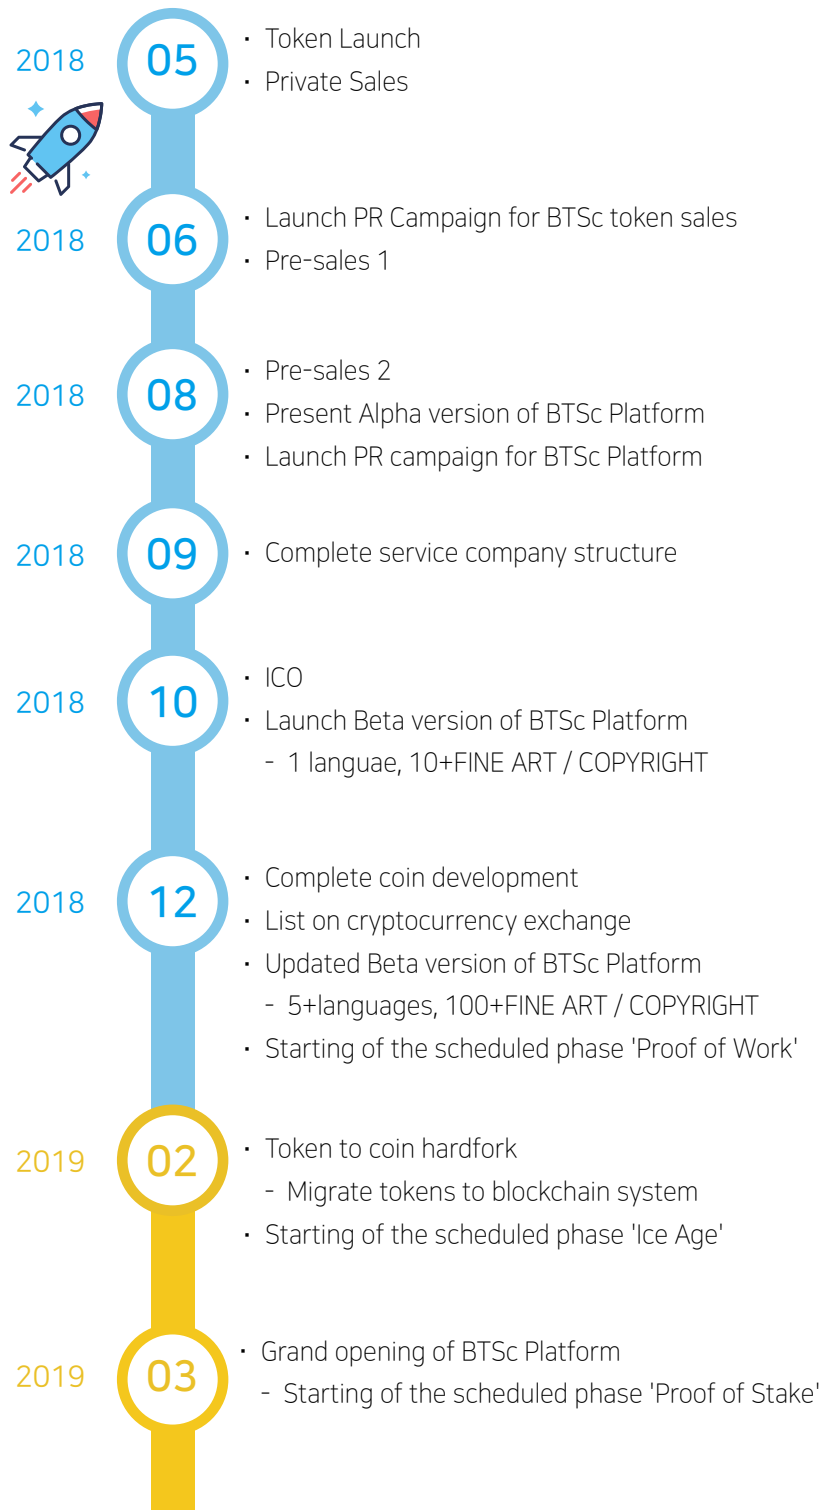 2018 05
· Token Launch
· Private Sales
2018 06
· Launch PR Campaign for BTSc token sales
· Pre-sales 1
2018 08
· Pre-sales 2
· Present Alpha version of BTSc Platform
· Launch PR campaign for BTSc Platform
2018 09
· Complete service company structure
2018 10
· ICO
· Launch Beta version of BTSc Platform
- 1 languae, 10+FINE ART / COPYRIGHT
2018 12
· Complete coin development
· List on cryptocurrency exchange
· Updated Beta version of BTSc Platform
- 5+languages, 100+FINE ART / COPYRIGHT
· Starting of the scheduled phase 'Proof of Work'
2019 02
· Token to coin hardfork
- Migrate tokens to blockchain system
· Starting of the scheduled phase 'Ice Age'
2019 03
· Grand opening of BTSc Platform
- Starting of the scheduled phase 'Proof of Stake'